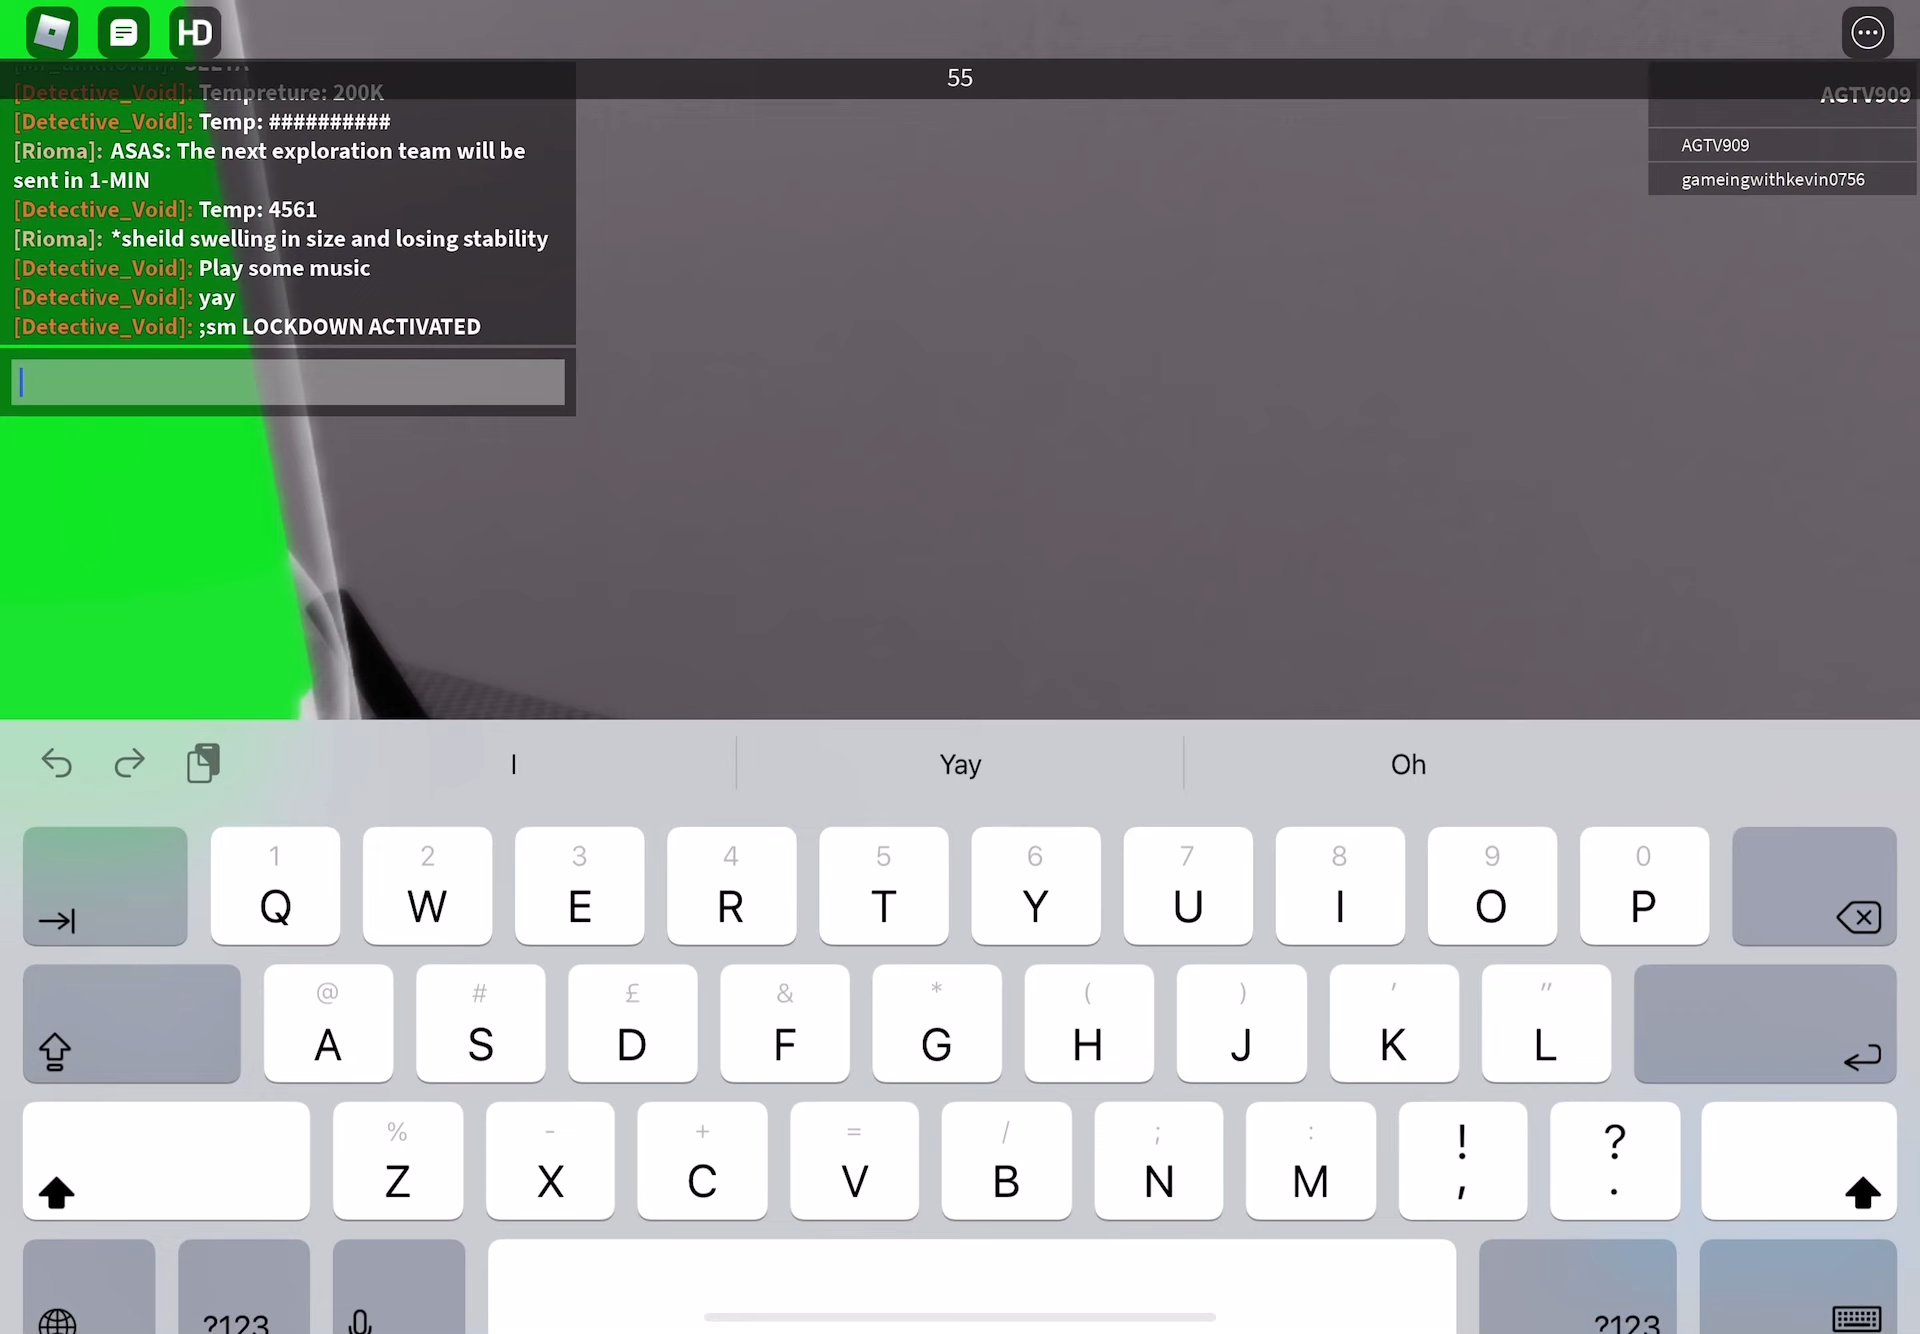 HD
55
[Detective_Void]: Tempreture: 200K
[Detective_Void]: Temp: ##########
[Rioma]: ASAS: The next exploration team will be
sent in 1-MIN
[Detective_Void]: Temp: 4561
[Rioma]: *sheild swelling in size and losing stability
[Detective_Void]: Play some music
[Detective_Void]: yay
[Detective_Void]: ;sm LOCKDOWN ACTIVATED
AGTV909
AGTV909
gameingwithkevin0756
I Yay Oh
1 2 3 4 5 6 7 8 9 0
Q W E R T Y U I O P
@ # £ & * ( ) ' "
A S D F G H J K L
% - + = / ; : ! ?
Z X C V B N M , .
?123 ?123